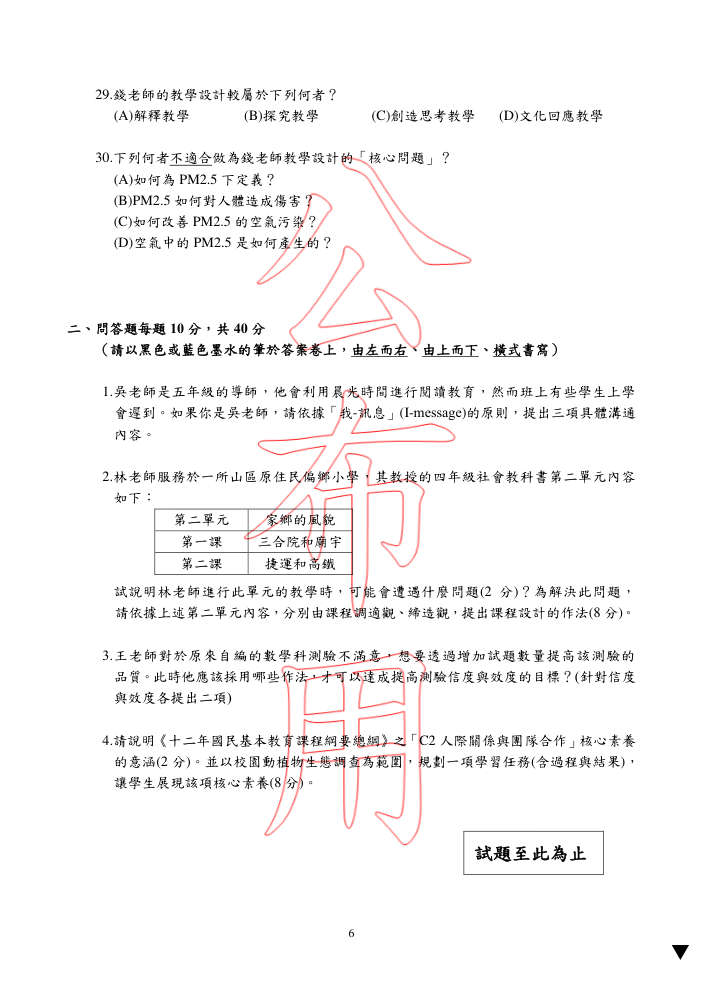 29.錢老師的教學設計較屬於下列何者？
(A)解釋教學 (B)探究教學 (C)創造思考教學 (D)文化回應教學
30.下列何者不適合做為錢老師教學設計的「核心問題」？
(A)如何為 PM2.5 下定義？
(B)PM2.5 如何對人體造成傷害？
(C)如何改善 PM2.5 的空氣污染？
(D)空氣中的 PM2.5 是如何產生的？
二、問答題每題 10 分，共 40 分
（請以黑色或藍色墨水的筆於答案卷上，由左而右、由上而下、橫式書寫）
1.吳老師是五年級的導師，他會利用晨光時間進行閱讀教育，然而班上有些學生上學
會遲到。如果你是吳老師，請依據「我-訊息」(I-message)的原則，提出三項具體溝通
內容。
2.林老師服務於一所山區原住民偏鄉小學，其教授的四年級社會教科書第二單元內容
如下：
第二單元 家鄉的風貌
第一課 三合院和廟宇
第二課 捷運和高鐵
試說明林老師進行此單元的教學時，可能會遭遇什麼問題(2 分)？為解決此問題，
請依據上述第二單元內容，分別由課程調適觀、締造觀，提出課程設計的作法(8 分)。
3.王老師對於原來自編的數學科測驗不滿意，想要透過增加試題數量提高該測驗的
品質。此時他應該採用哪些作法，才可以達成提高測驗信度與效度的目標？(針對信度
與效度各提出二項)
4.請說明《十二年國民基本教育課程綱要總綱》之「C2 人際關係與團隊合作」核心素養
的意涵(2 分)。並以校園動植物生態調查為範圍，規劃一項學習任務(含過程與結果)，
讓學生展現該項核心素養(8 分)。
試題至此為止
6
公布用